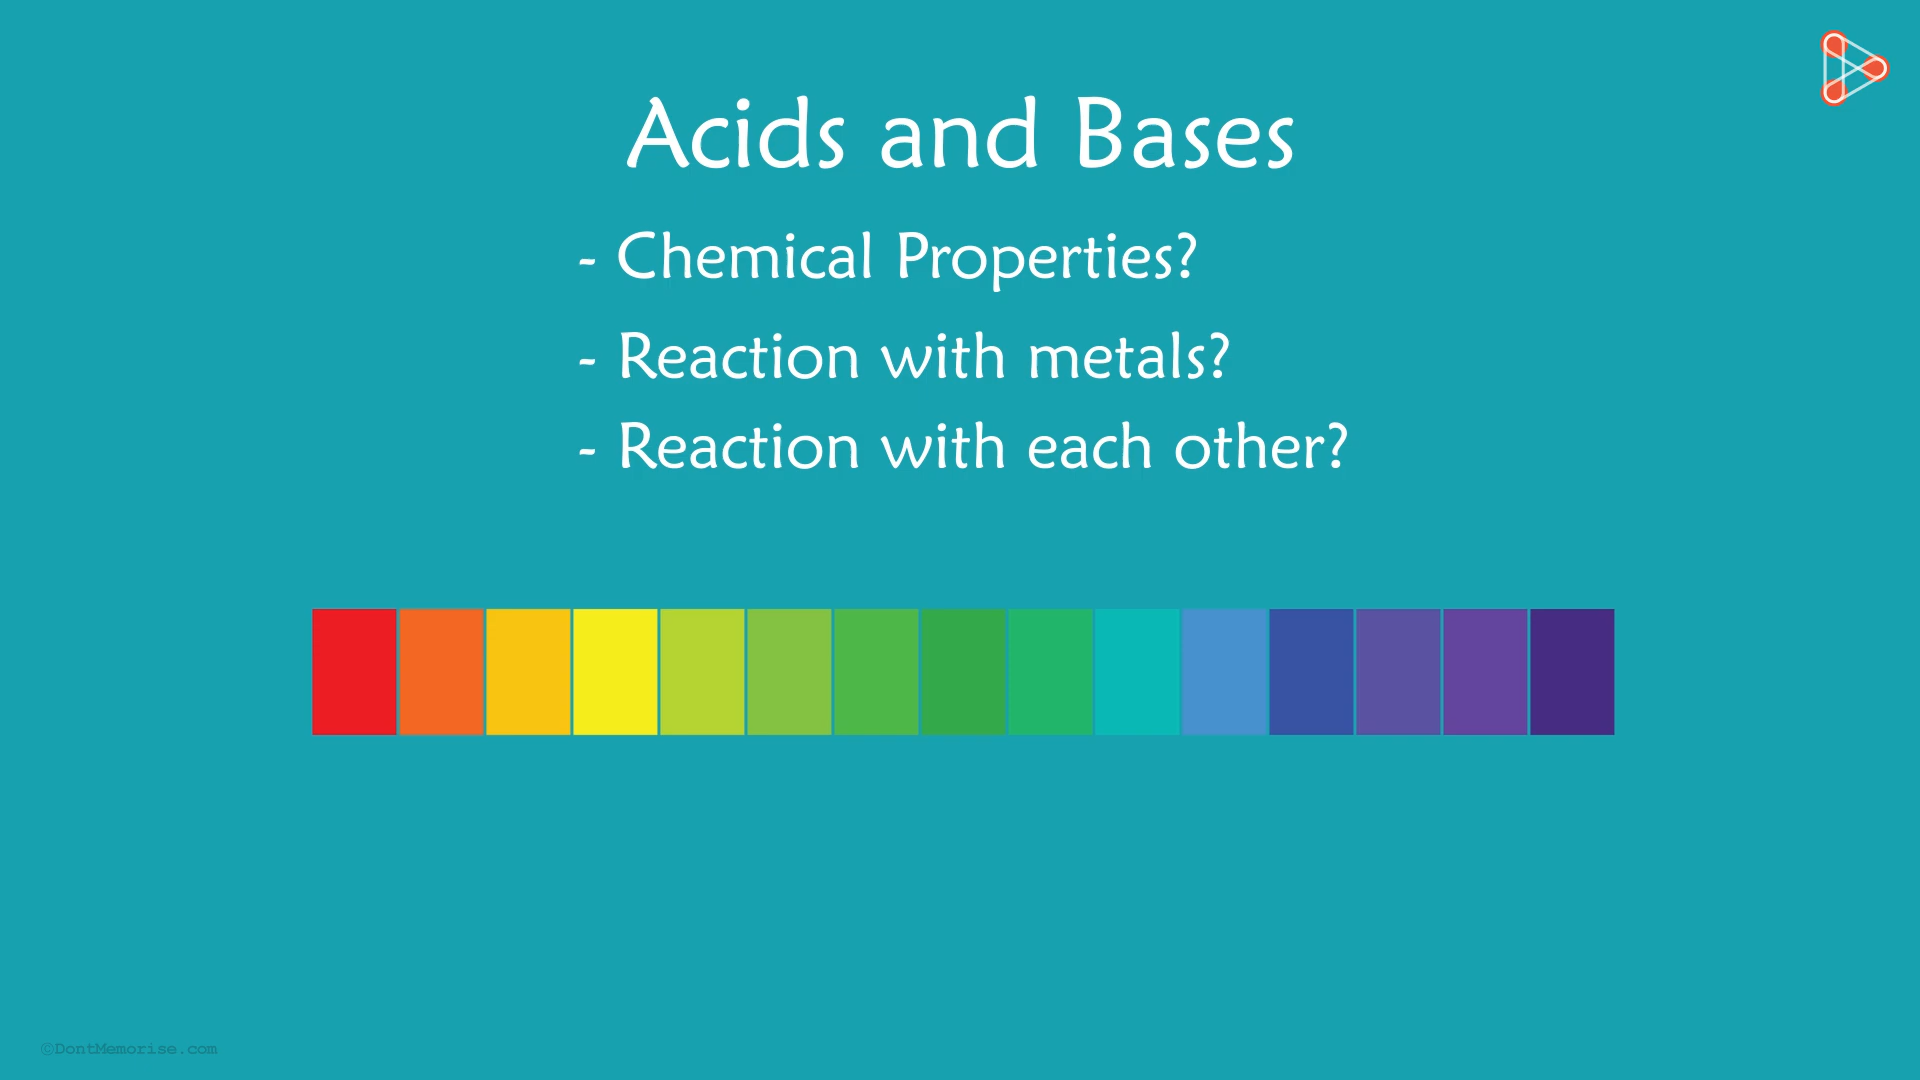 Acids and Bases
- Chemical Properties?
- Reaction with metals?
- Reaction with each other?
©DontMemorise.com